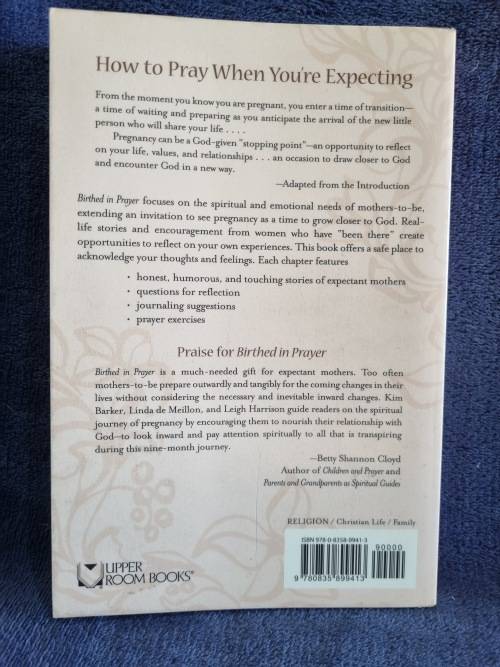 How to Pray When You're Expecting
From the moment you know you are pregnant, you enter a time of transition—
a time of waiting and preparing as you anticipate the arrival of the new little
person who will share your life . . . .
Pregnancy can be a God-given "stopping point"—an opportunity to reflect
on your life, values, and relationships . . . an occasion to draw closer to God
and encounter God in a new way.
—Adapted from the Introduction
Birthed in Prayer focuses on the spiritual and emotional needs of mothers-to-be,
extending an invitation to see pregnancy as a time to grow closer to God. Real-
life stories and encouragement from women who have "been there" create
opportunities to reflect on your own experiences. This book offers a safe place to
acknowledge your thoughts and feelings. Each chapter features
• honest, humorous, and touching stories of expectant mothers
• questions for reflection
• journaling suggestions
• prayer exercises
Praise for Birthed in Prayer
Birthed in Prayer is a much-needed gift for expectant mothers. Too often
mothers-to-be prepare outwardly and tangibly for the coming changes in their
lives without considering the necessary and inevitable inward changes. Kim
Barker, Linda de Meillon, and Leigh Harrison guide readers on the spiritual
journey of pregnancy by encouraging them to nourish their relationship with
God—to look inward and pay attention spiritually to all that is transpiring
during this nine-month journey.
—Betty Shannon Cloyd
Author of Children and Prayer and
Parents and Grandparents as Spiritual Guides
RELIGION / Christian Life / Family
ISBN 978-0-8358-9941-3
90000
9 780835 899413
UPPER
ROOM BOOKS®